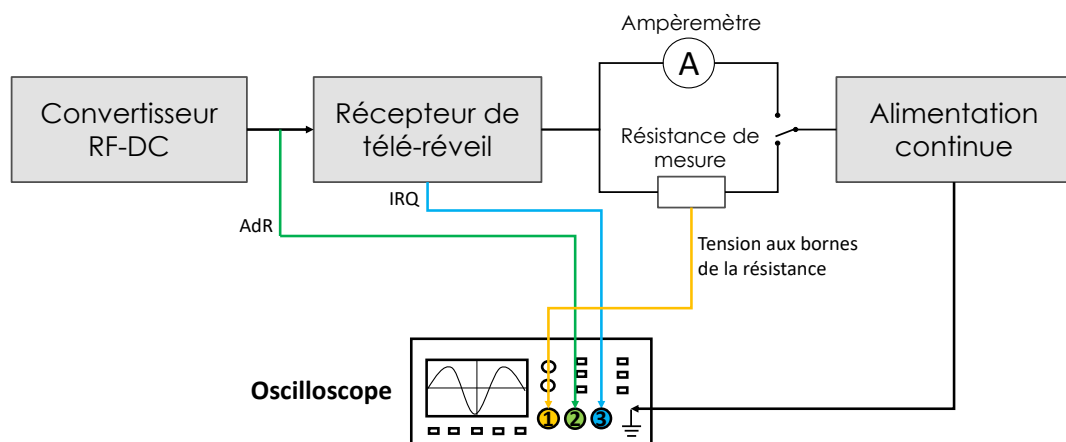 Ampèremètre
A
Convertisseur
RF-DC
Récepteur de
télé-réveil
Résistance de
mesure
Alimentation
continue
IRQ
AdR
Tension aux bornes
de la résistance
Oscilloscope
1 2 3